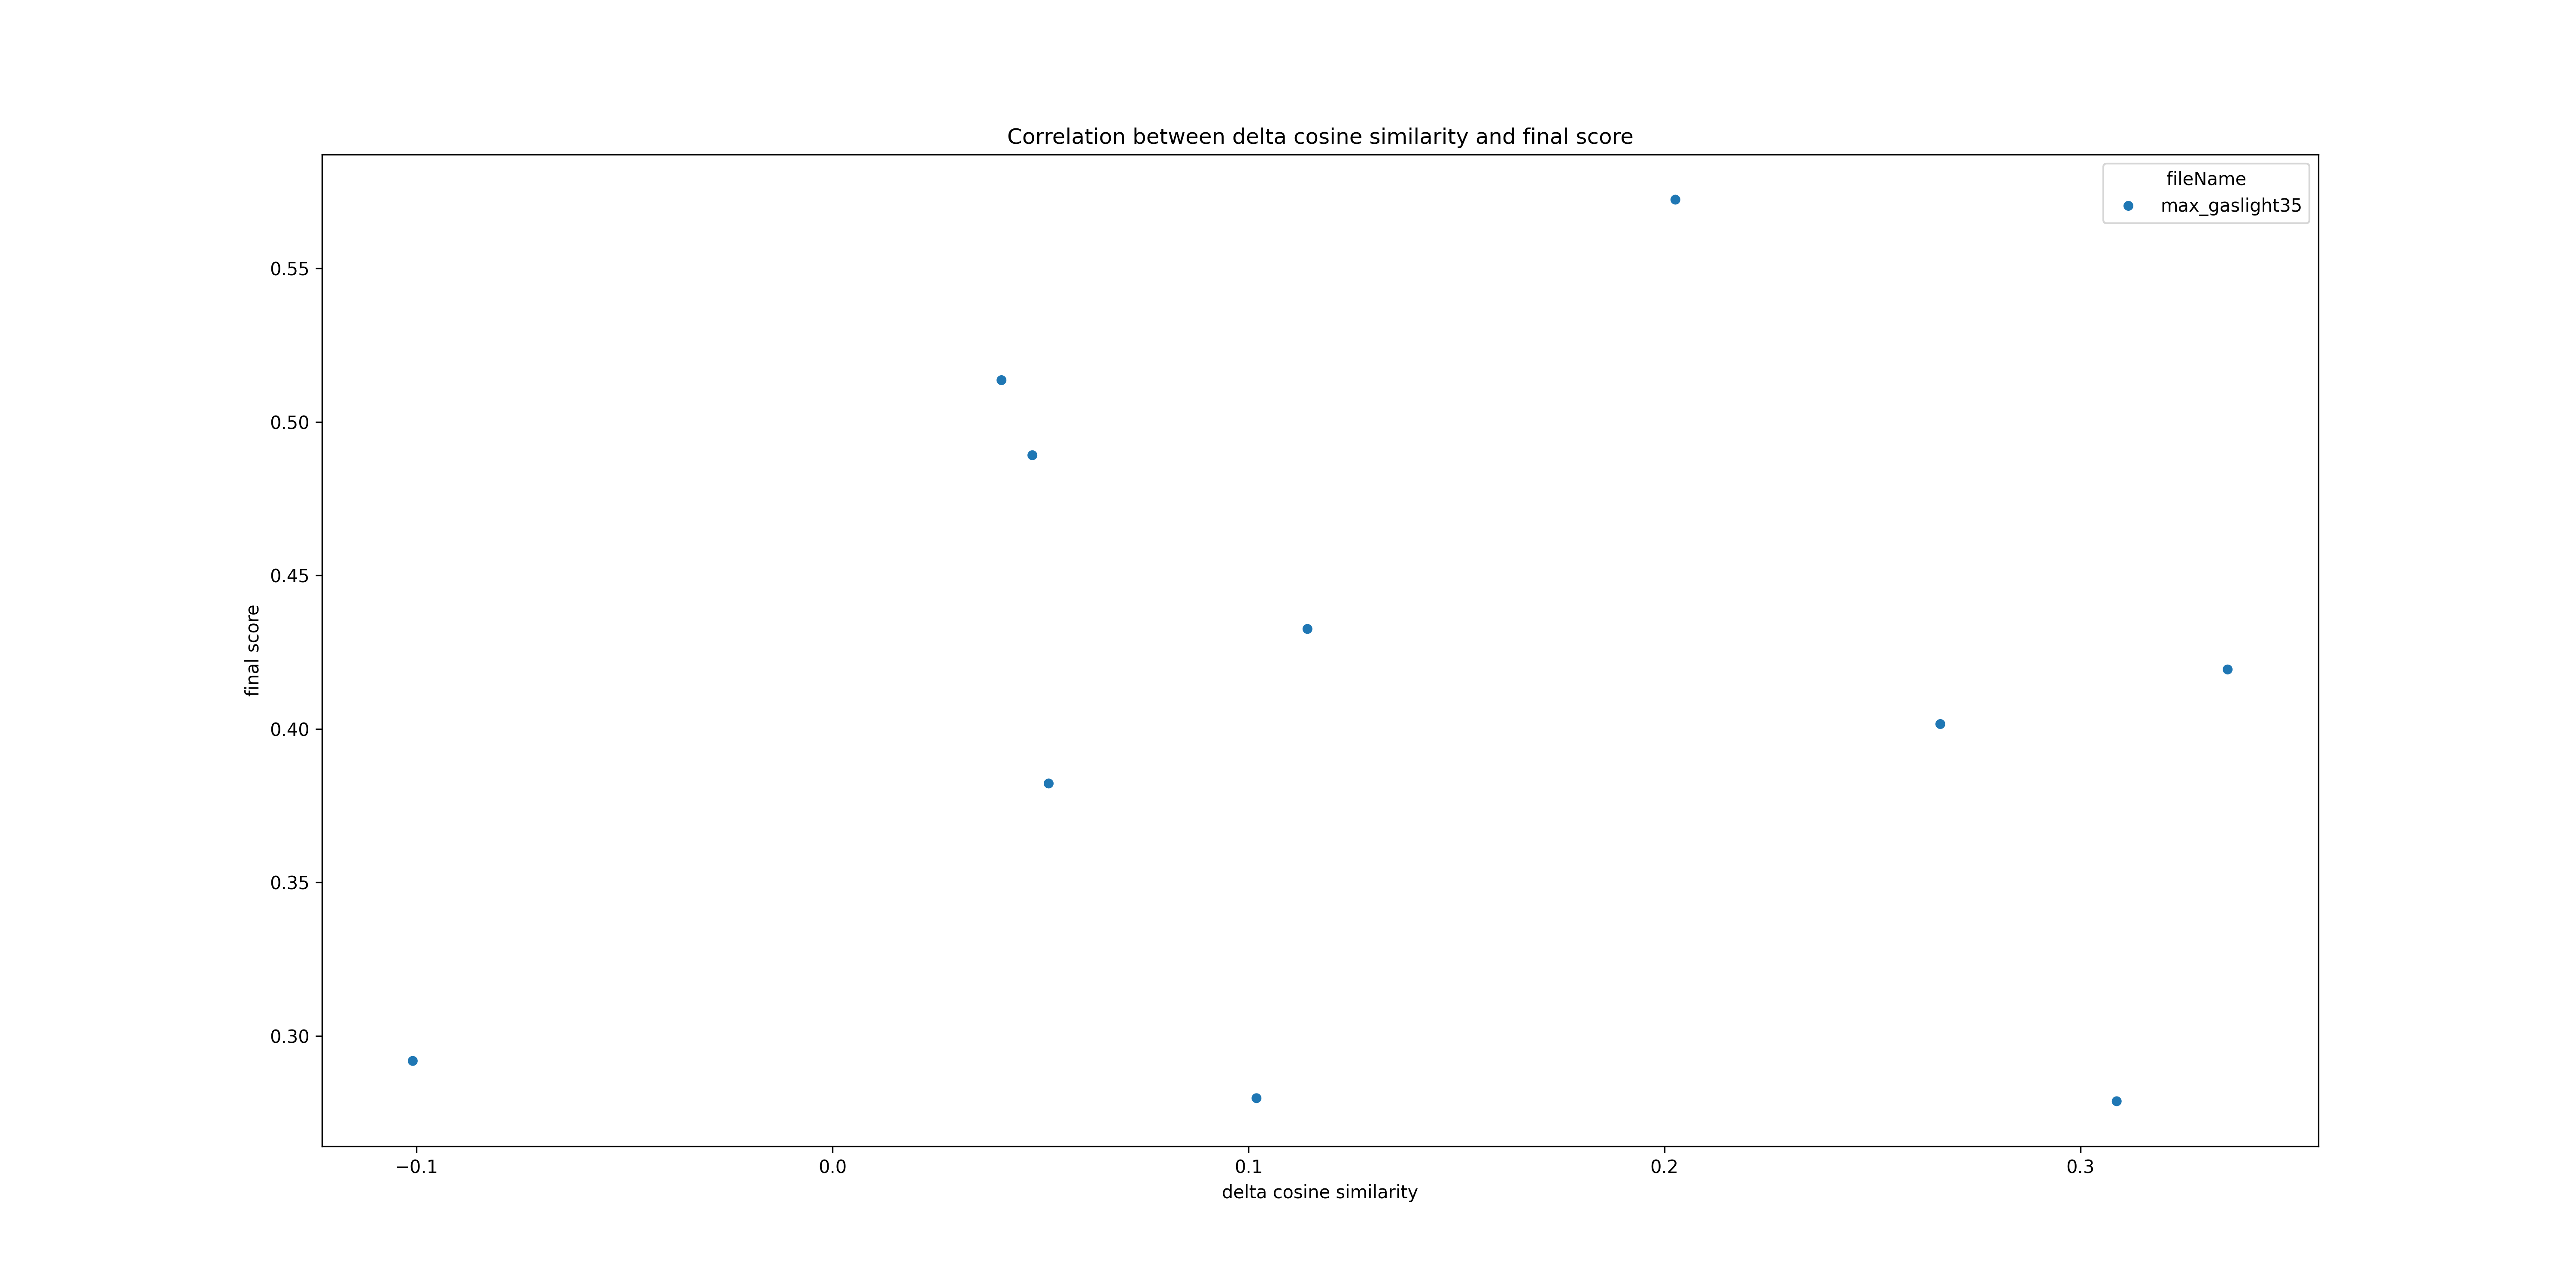 Correlation between delta cosine similarity and final score
fileName
max_gaslight35
final score
0.55
0.50
0.45
0.40
0.35
0.30
−0.1 0.0 0.1 0.2 0.3
delta cosine similarity